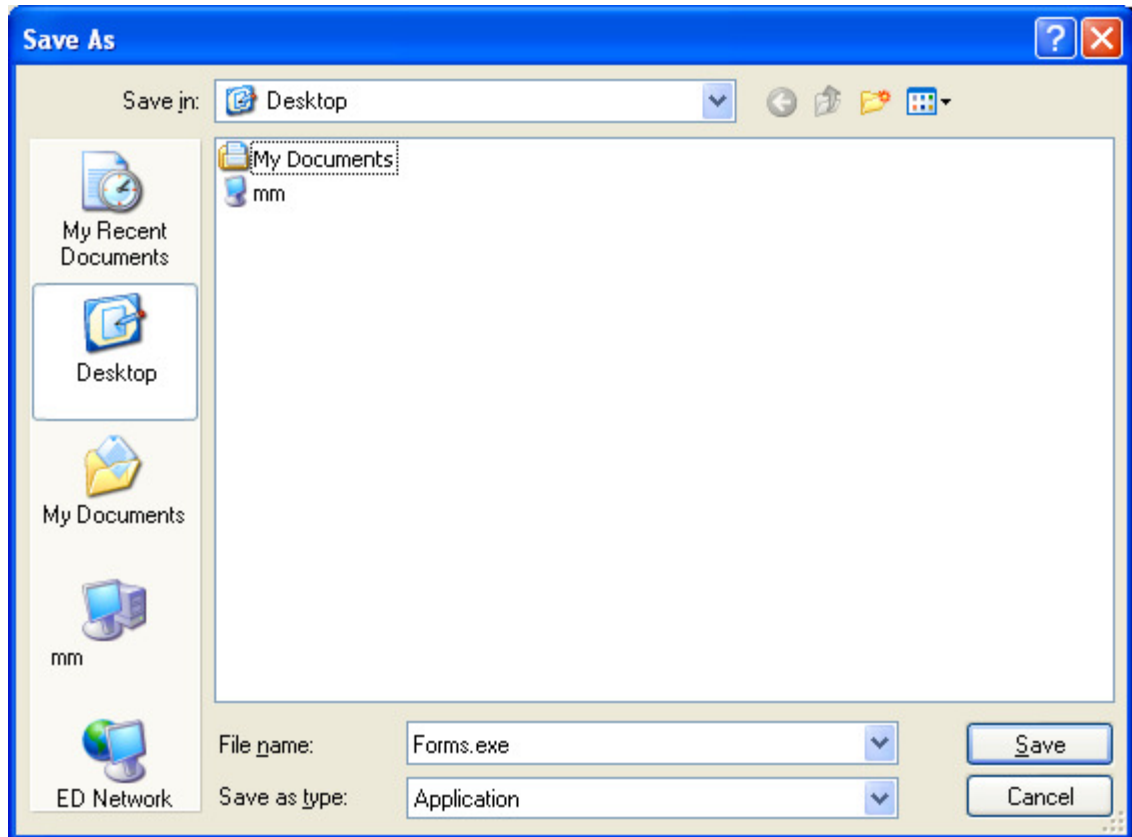 Save As
Save in:
Desktop
My Documents
mm
My Recent
Documents
Desktop
My Documents
mm
ED Network
File name:
Forms.exe
Save
Save as type:
Application
Cancel